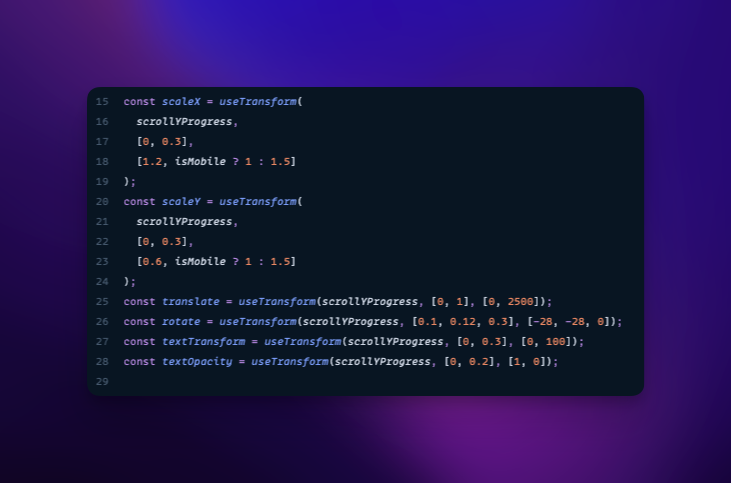 15 const scaleX = useTransform(
16   scrollYProgress,
17   [0, 0.3],
18   [1.2, isMobile ? 1 : 1.5]
19 );
20 const scaleY = useTransform(
21   scrollYProgress,
22   [0, 0.3],
23   [0.6, isMobile ? 1 : 1.5]
24 );
25 const translate = useTransform(scrollYProgress, [0, 1], [0, 2500]);
26 const rotate = useTransform(scrollYProgress, [0.1, 0.12, 0.3], [-28, -28, 0]);
27 const textTransform = useTransform(scrollYProgress, [0, 0.3], [0, 100]);
28 const textOpacity = useTransform(scrollYProgress, [0, 0.2], [1, 0]);
29